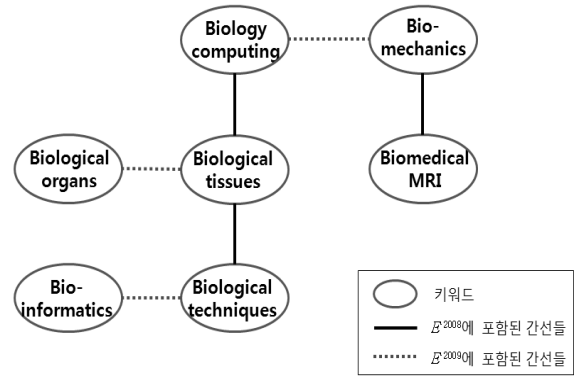 Biology
computing
Bio-
mechanics
Biological
organs
Biological
tissues
Biomedical
MRI
Bio-
informatics
Biological
techniques
키워드
E²⁰⁰⁸에 포함된 간선들
E²⁰⁰⁹에 포함된 간선들